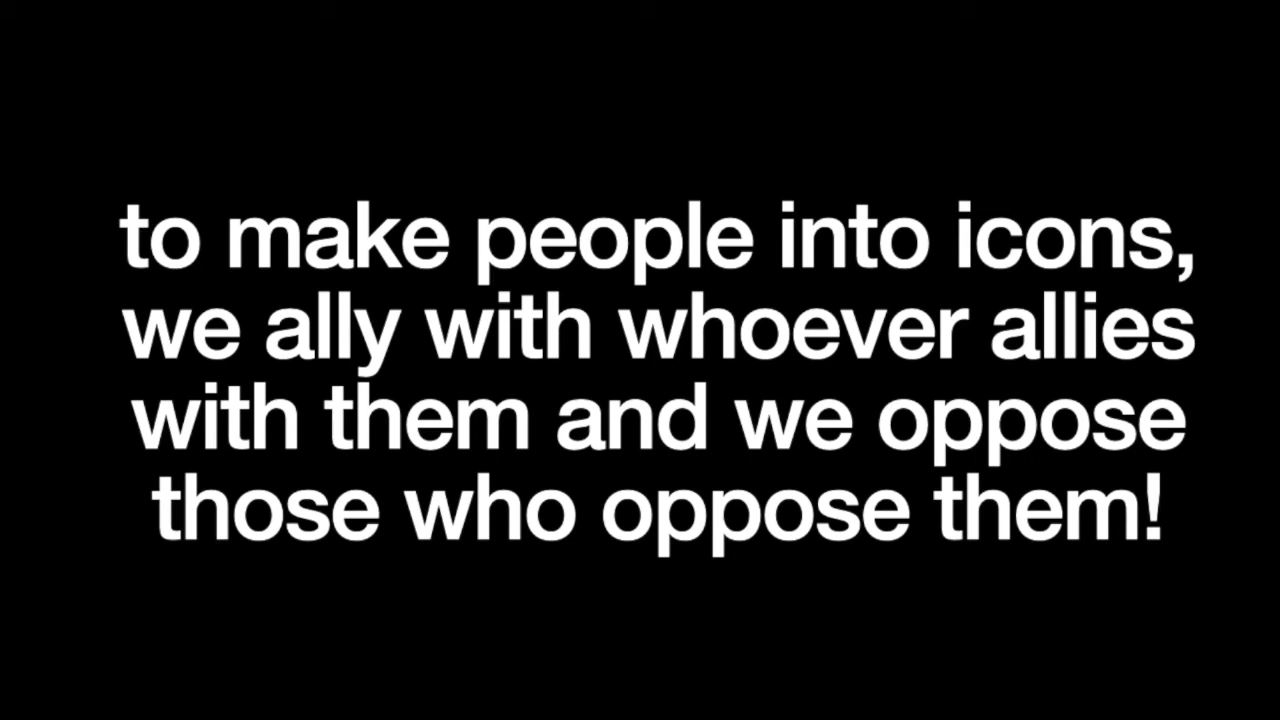 to make people into icons,
we ally with whoever allies
with them and we oppose
those who oppose them!